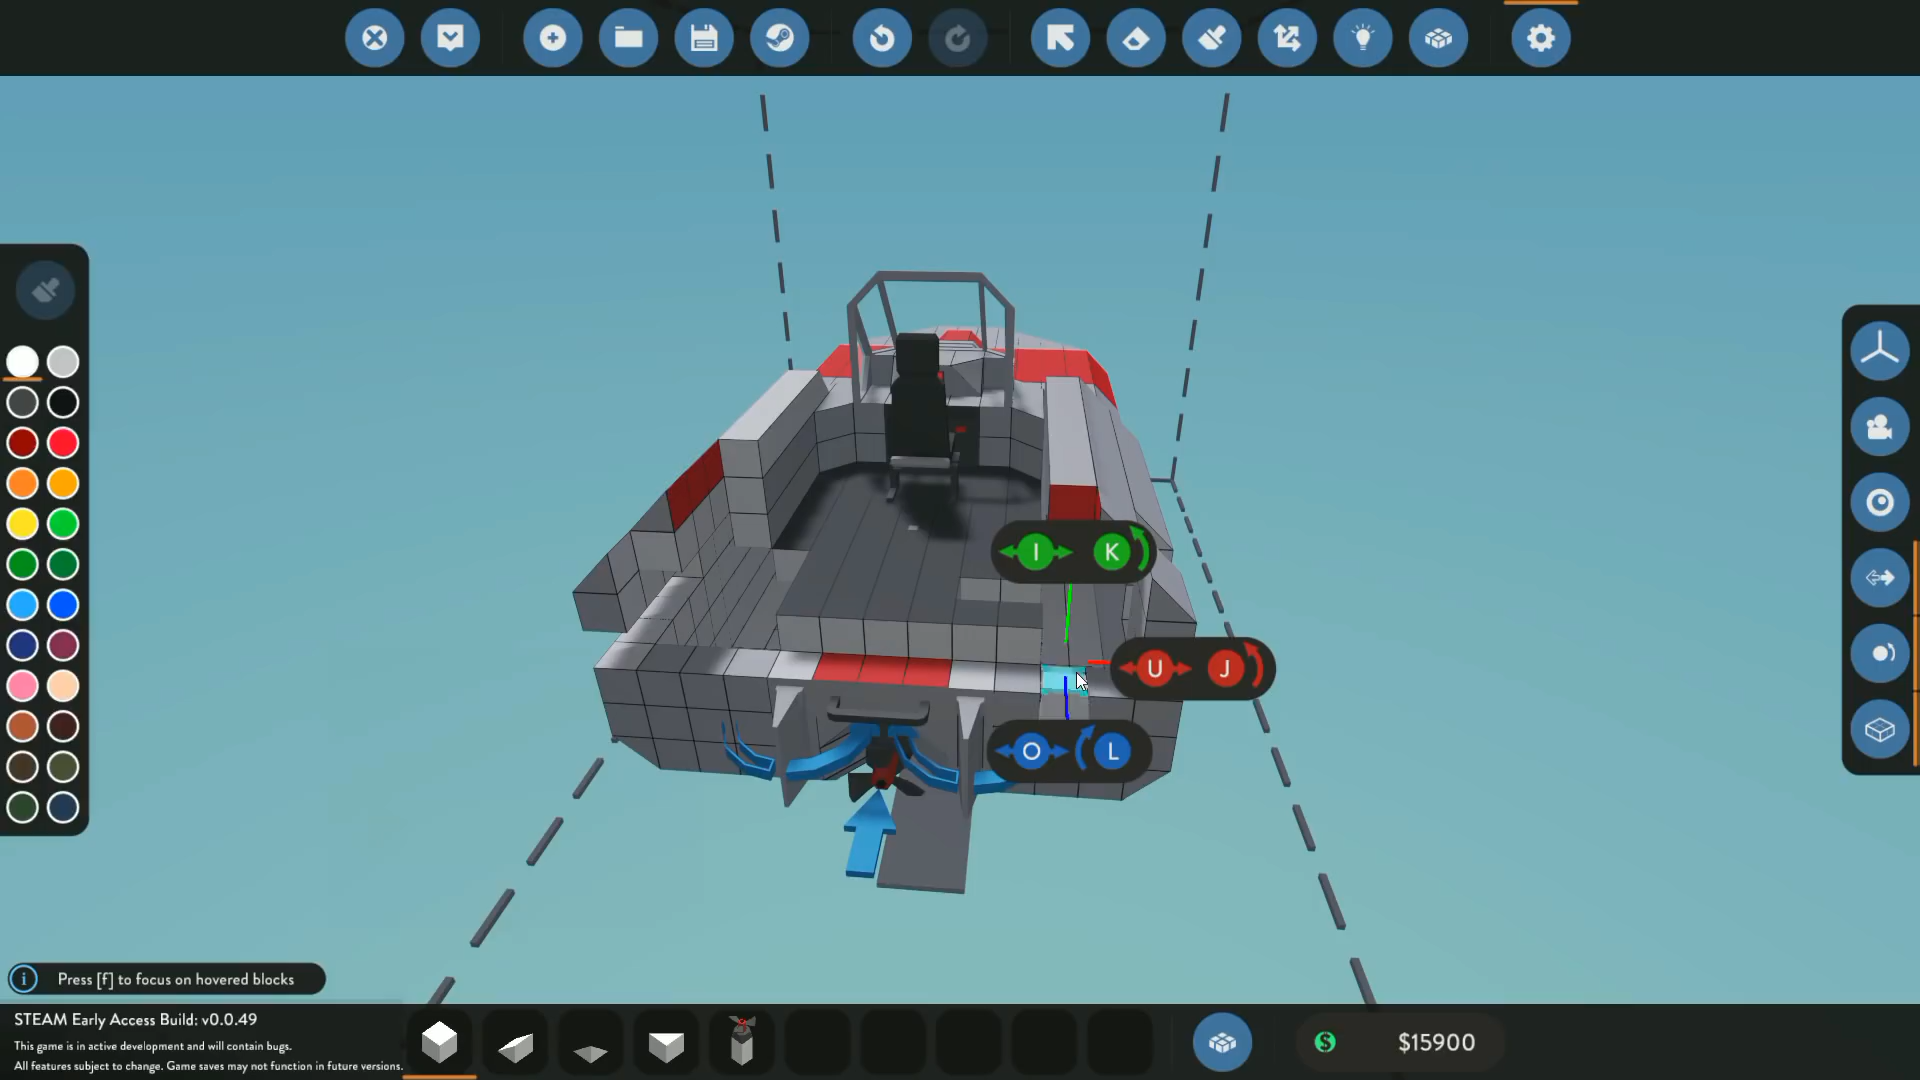 I K
U J
O L
Press [f] to focus on hovered blocks
STEAM Early Access Build: v0.0.49
This game is in active development and will contain bugs.
All features subject to change. Game saves may not function in future versions.
$ $15900